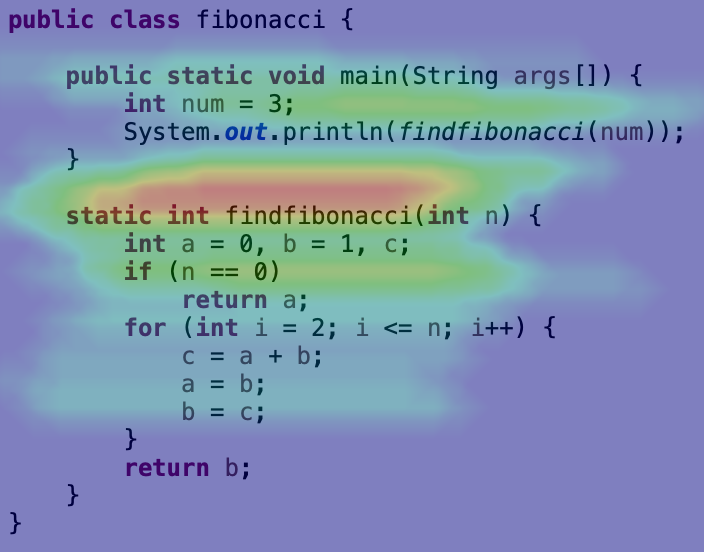 public class fibonacci {
public static void main(String args[]) {
int num = 3;
System.out.println(findfibonacci(num));
}
static int findfibonacci(int n) {
int a = 0, b = 1, c;
if (n == 0)
return a;
for (int i = 2; i <= n; i++) {
c = a + b;
a = b;
b = c;
}
return b;
}
}